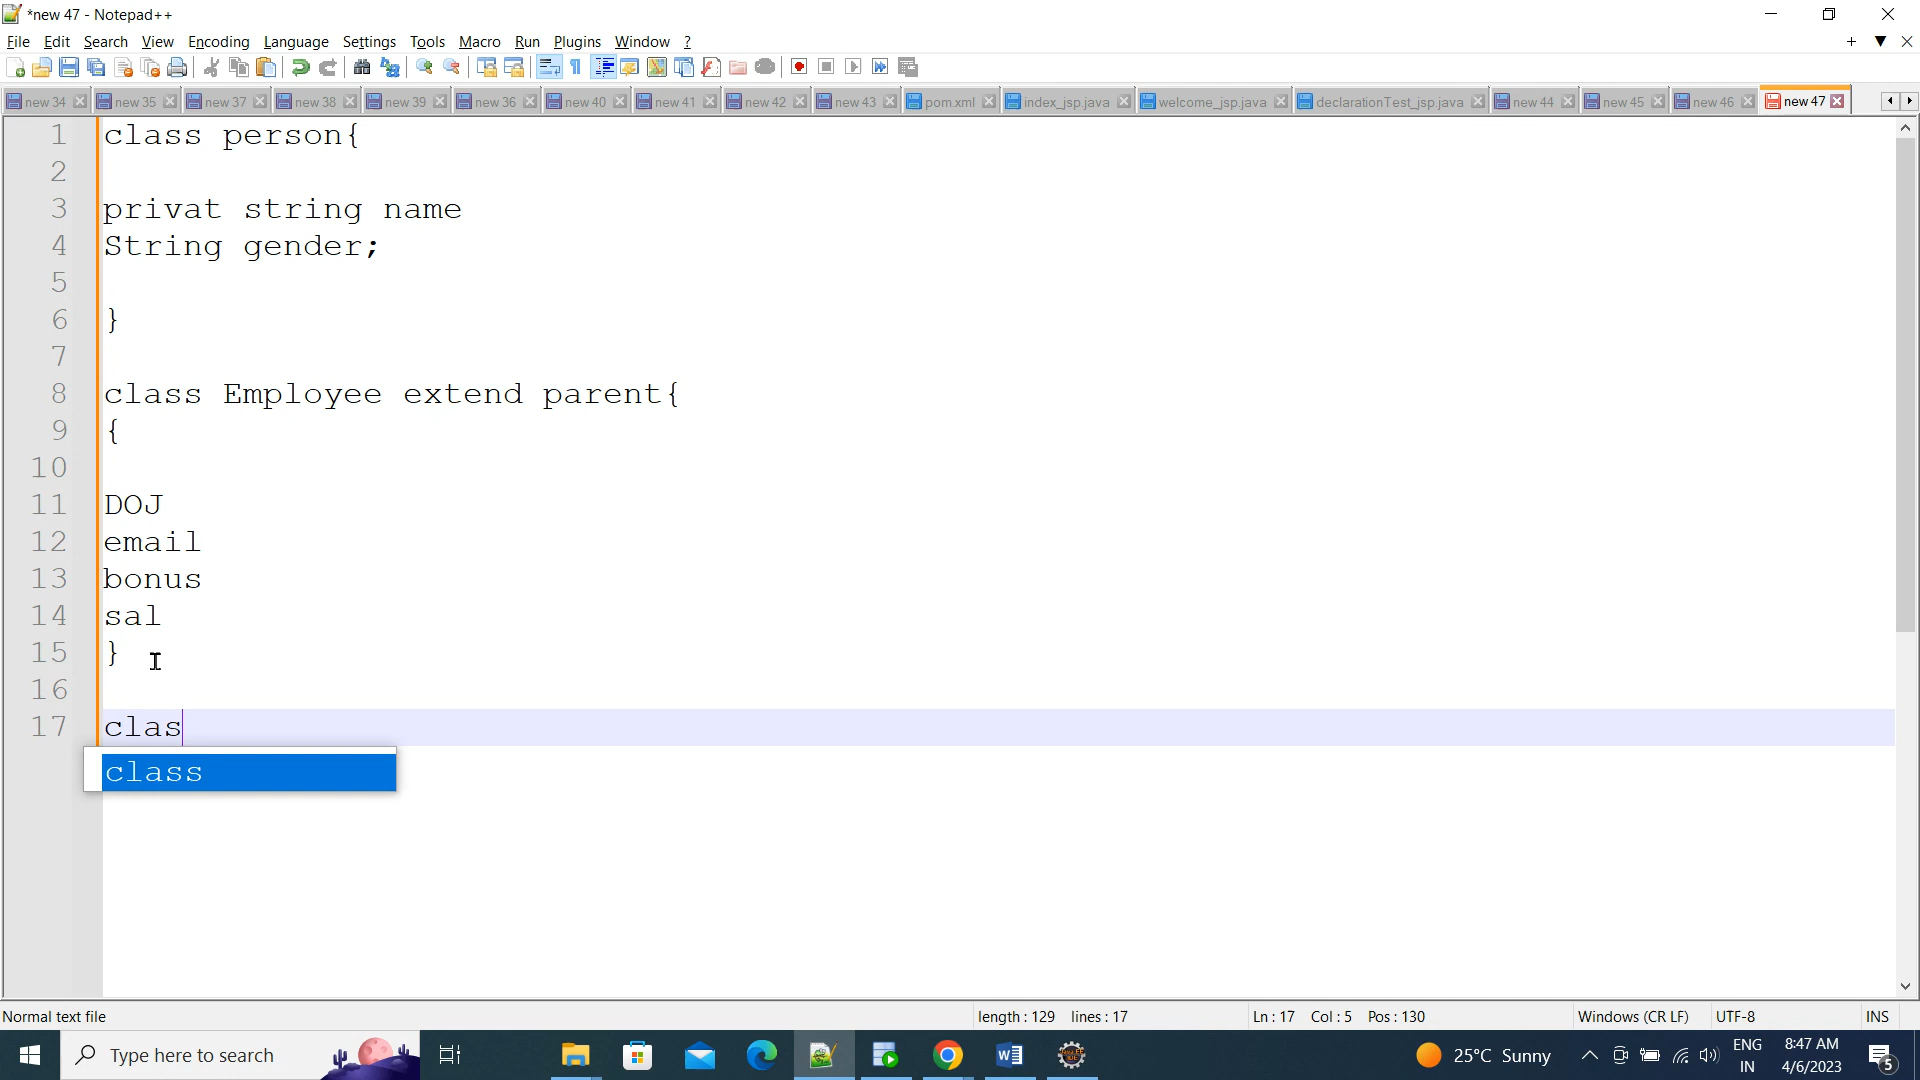 *new 47 - Notepad++
File Edit Search View Encoding Language Settings Tools Macro Run Plugins Window ?
new 34 new 35 new 37 new 38 new 39 new 36 new 40 new 41 new 42 new 43 pom.xml index_jsp.java welcome_jsp.java declarationTest_jsp.java new 44 new 45 new 46 new 47
1 class person{
2
3 privat string name
4 String gender;
5
6 }
7
8 class Employee extend parent{
9 {
10
11 DOJ
12 email
13 bonus
14 sal
15 }
16
17 clas
class
Normal text file length : 129 lines : 17 Ln : 17 Col : 5 Pos : 130 Windows (CR LF) UTF-8 INS
Type here to search 25°C Sunny ENG IN 8:47 AM 4/6/2023 5